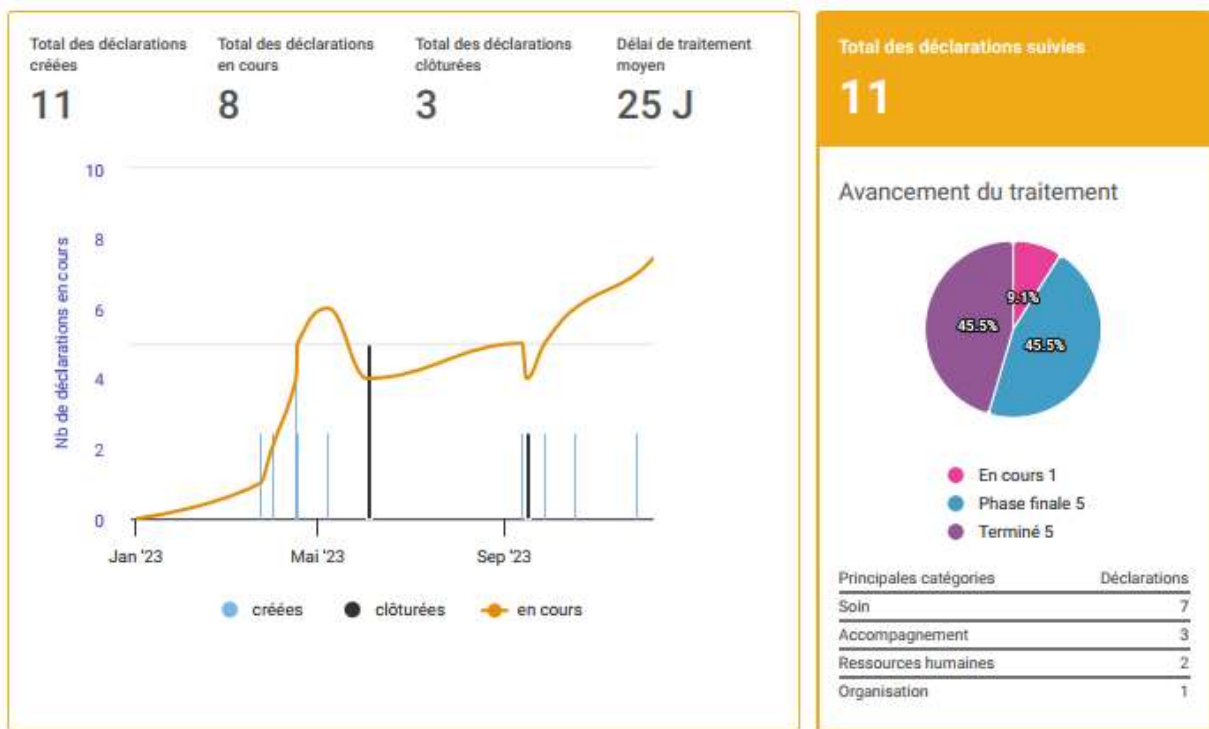 Total des déclarations créées
11
Total des déclarations en cours
8
Total des déclarations clôturées
3
Délai de traitement moyen
25 J
Nb de déclarations en cours
10
8
6
4
2
0
Jan '23
Mai '23
Sep '23
créées
clôturées
en cours
Total des déclarations suivies
11
Avancement du traitement
9.1%
45.5%
45.5%
En cours 1
Phase finale 5
Terminé 5
Principales catégories Déclarations
Soin 7
Accompagnement 3
Ressources humaines 2
Organisation 1